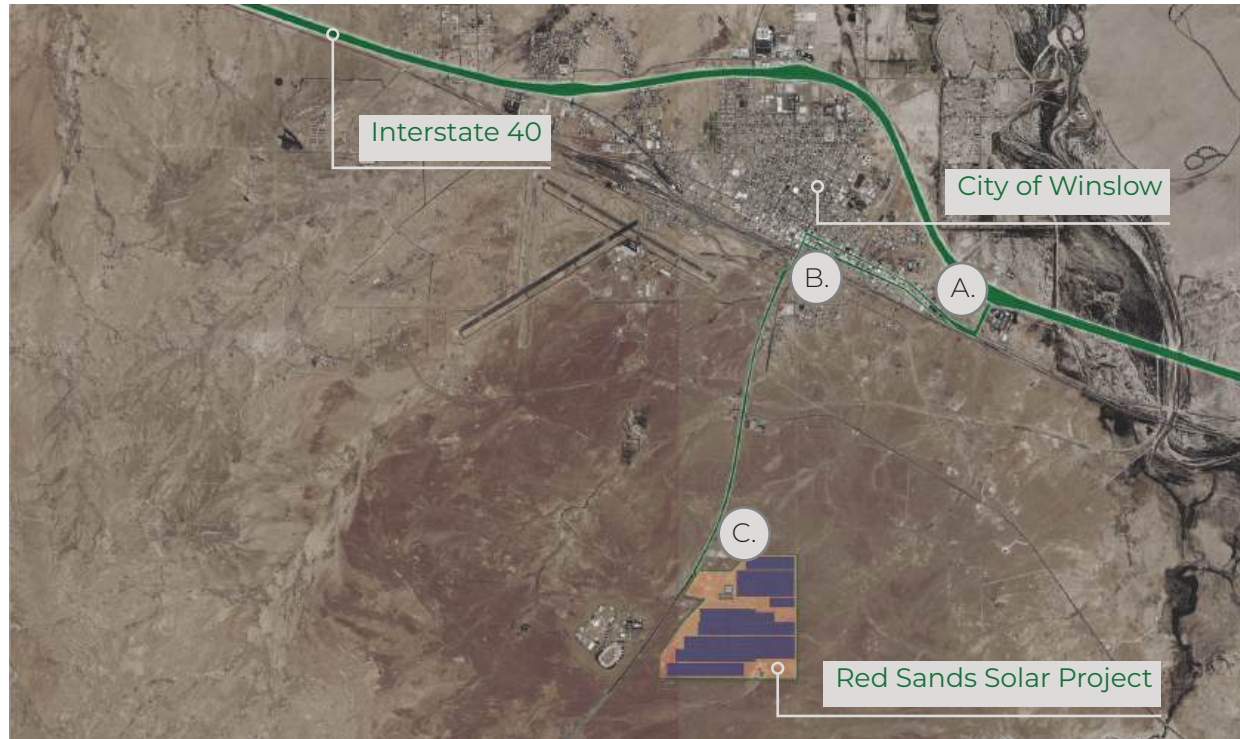 Interstate 40
City of Winslow
B.
A.
C.
Red Sands Solar Project